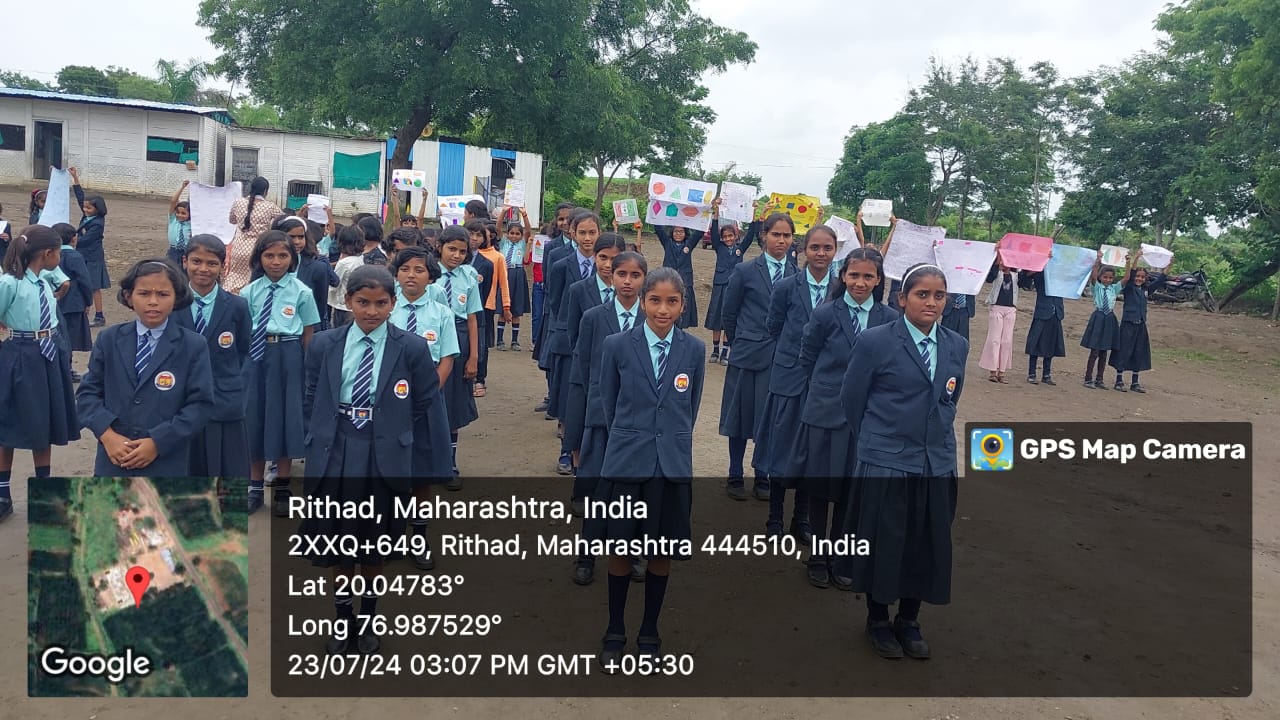 GPS Map Camera
Rithad, Maharashtra, India
2XXQ+649, Rithad, Maharashtra 444510, India
Lat 20.04783°
Long 76.987529°
23/07/24 03:07 PM GMT +05:30
Google